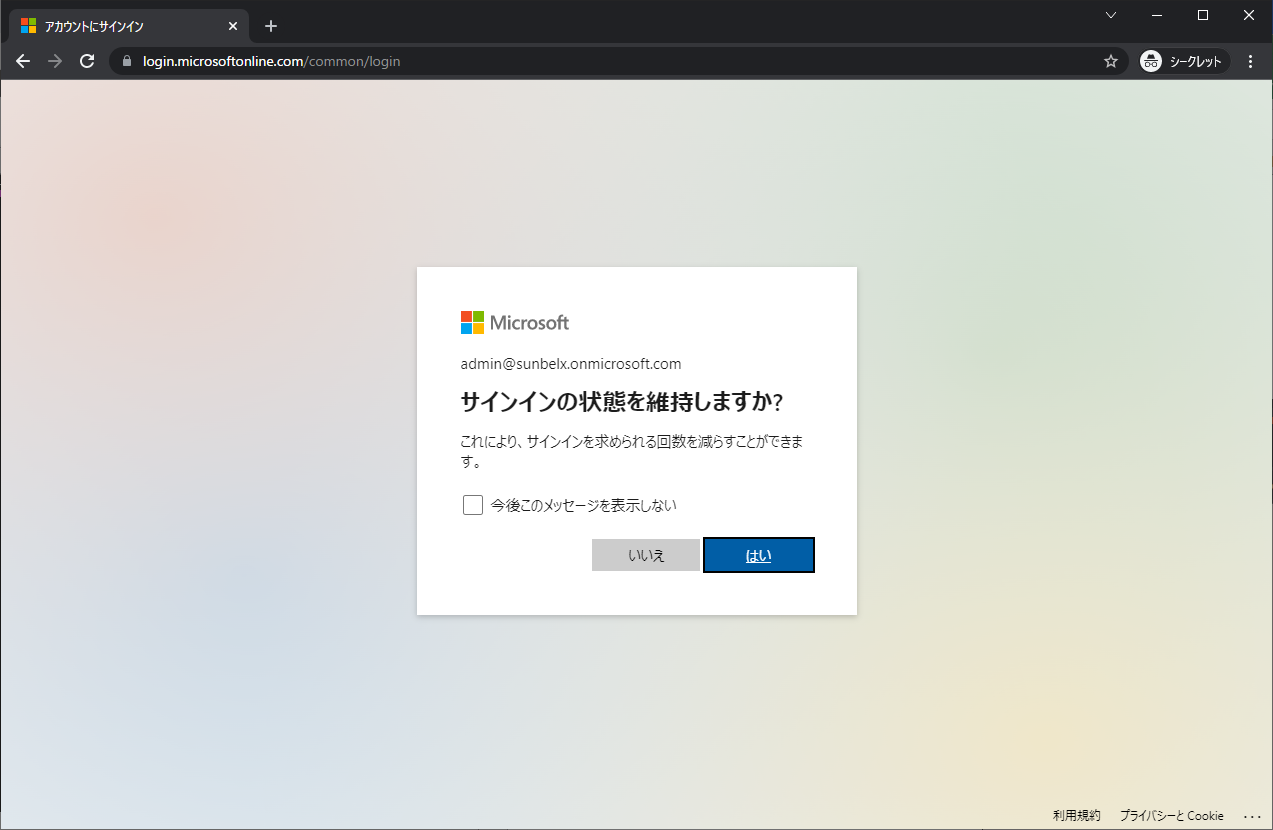 アカウントにサインイン
login.microsoftonline.com/common/login
シークレット
Microsoft
admin@sunbelx.onmicrosoft.com
サインインの状態を維持しますか?
これにより、サインインを求められる回数を減らすことができま
す。
今後このメッセージを表示しない
いいえ
はい
利用規約 プライバシーと Cookie ...